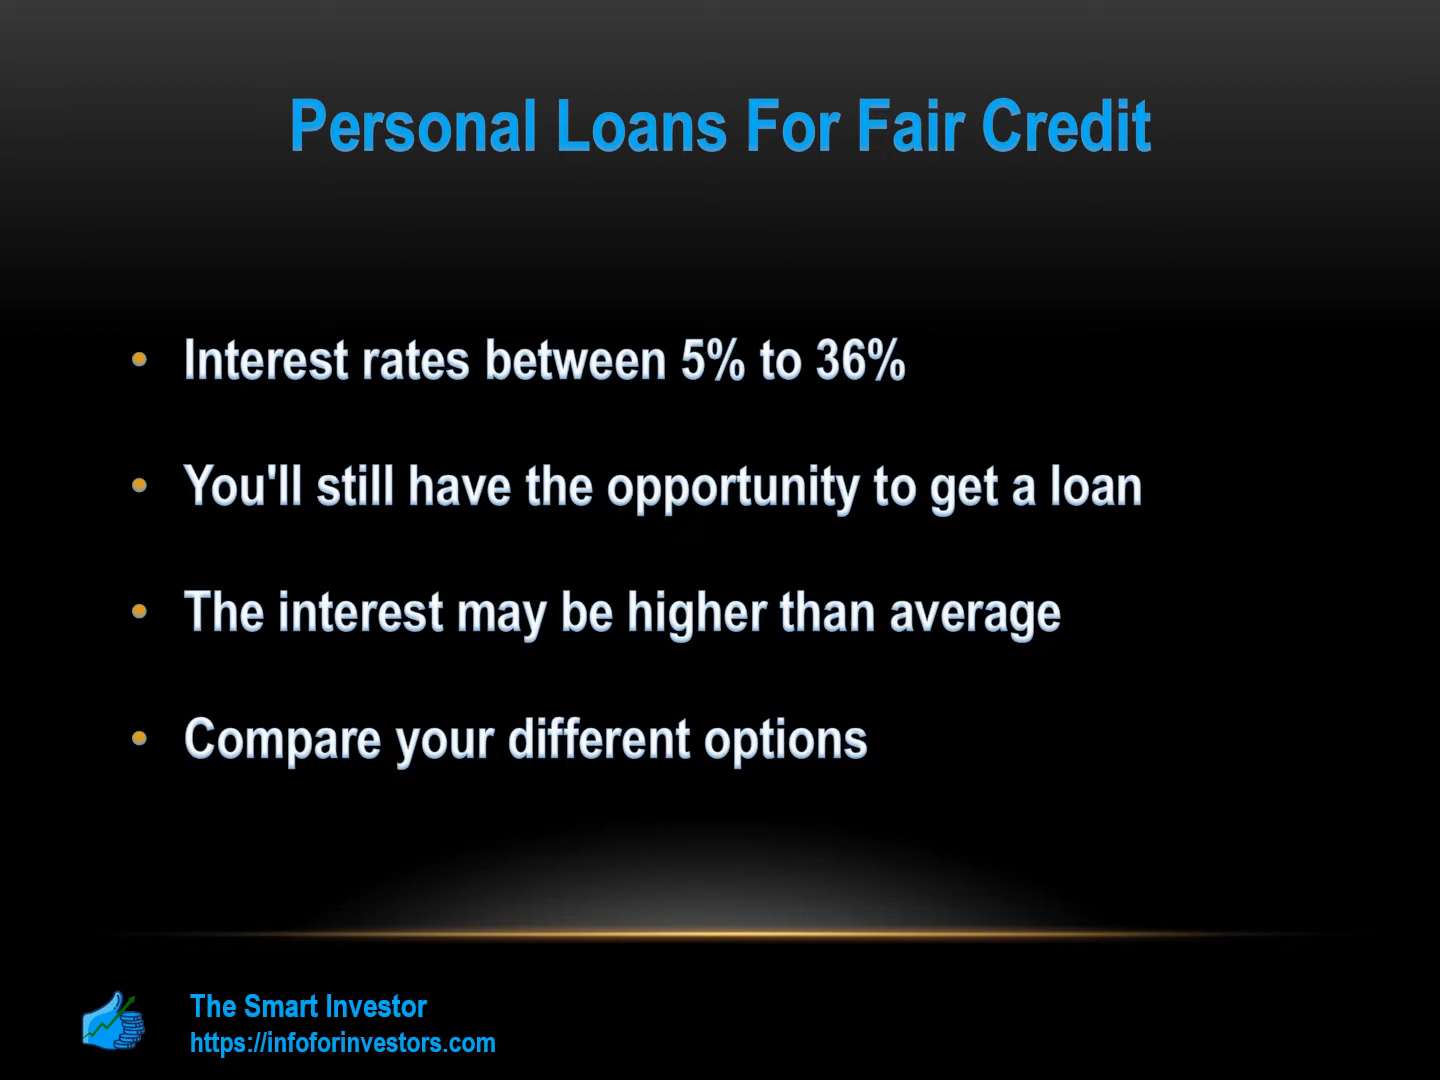 Personal Loans For Fair Credit
• Interest rates between 5% to 36%
• You'll still have the opportunity to get a loan
• The interest may be higher than average
• Compare your different options
The Smart Investor
https://infoforinvestors.com